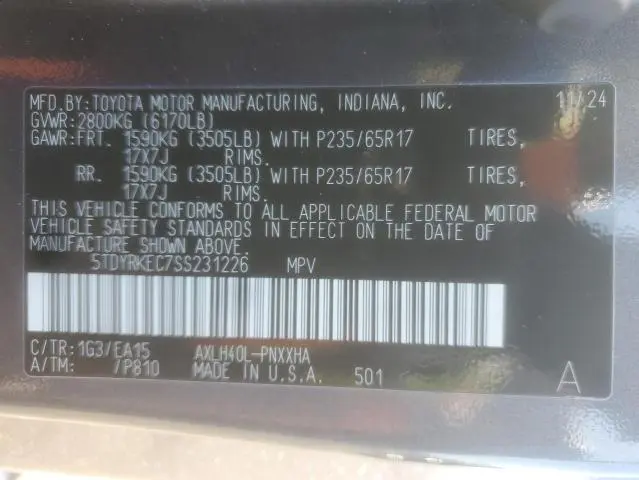 MFD.BY:TOYOTA MOTOR MANUFACTURING, INDIANA, INC. 11/24
GVWR:2800KG (6170LB)
GAWR:FRT. 1590KG (3505LB) WITH P235/65R17 TIRES,
17X7J RIMS.
RR. 1590KG (3505LB) WITH P235/65R17 TIRES,
17X7J RIMS.
THIS VEHICLE CONFORMS TO ALL APPLICABLE FEDERAL MOTOR
VEHICLE SAFETY STANDARDS IN EFFECT ON THE DATE OF
MANUFACTURE SHOWN ABOVE.
5TDYRKEC7SS231226 MPV
C/TR:1G3/EA15 AXLH40L-PNXXHA
A/TM: /P810 MADE IN U.S.A. 501 A